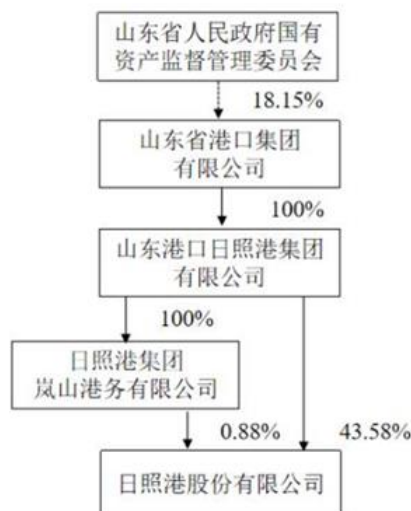 山东省人民政府国有
资产监督管理委员会
18.15%
山东省港口集团
有限公司
100%
山东港口日照港集团
有限公司
100%
日照港集团
岚山港务有限公司
0.88%
43.58%
日照港股份有限公司